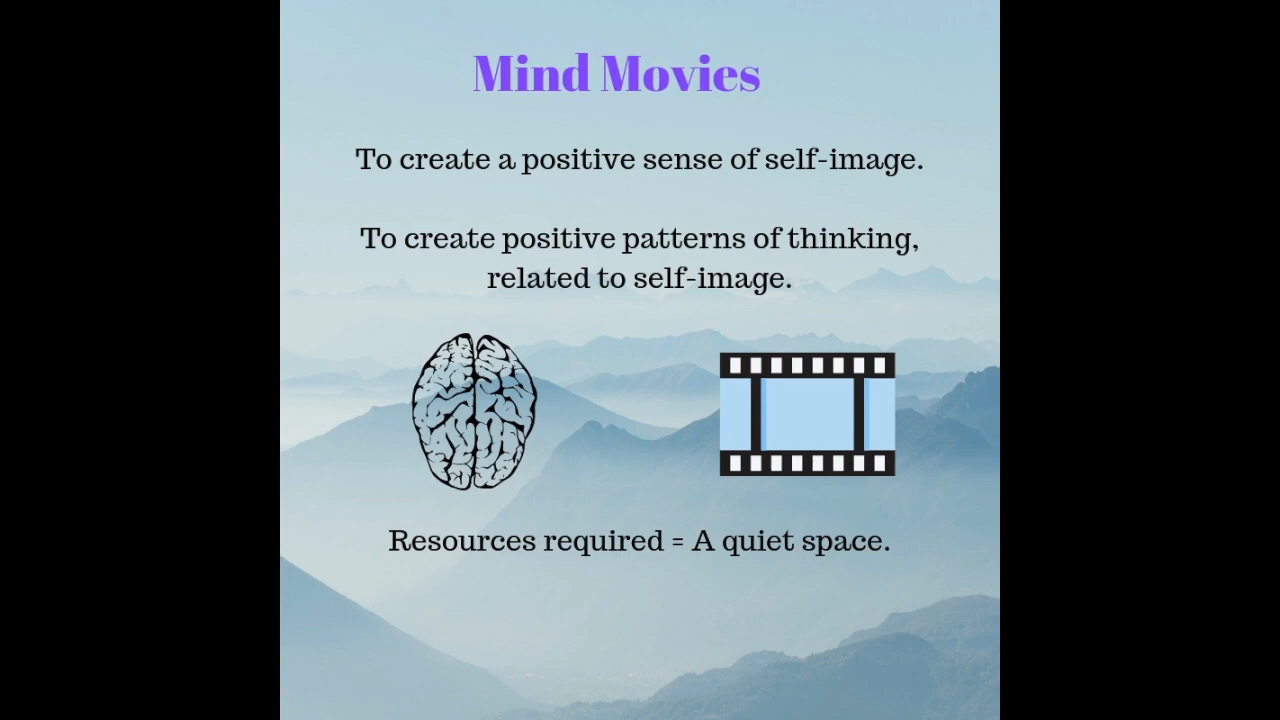 Mind Movies
To create a positive sense of self-image.
To create positive patterns of thinking,
related to self-image.
Resources required = A quiet space.